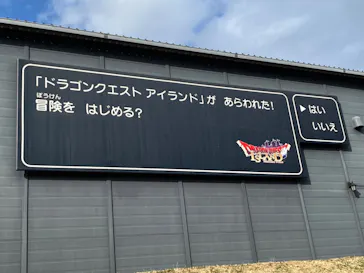 「ドラゴンクエスト アイランド」が あらわれた!
ぼうけん
冒険を はじめる?
▶はい
いいえ